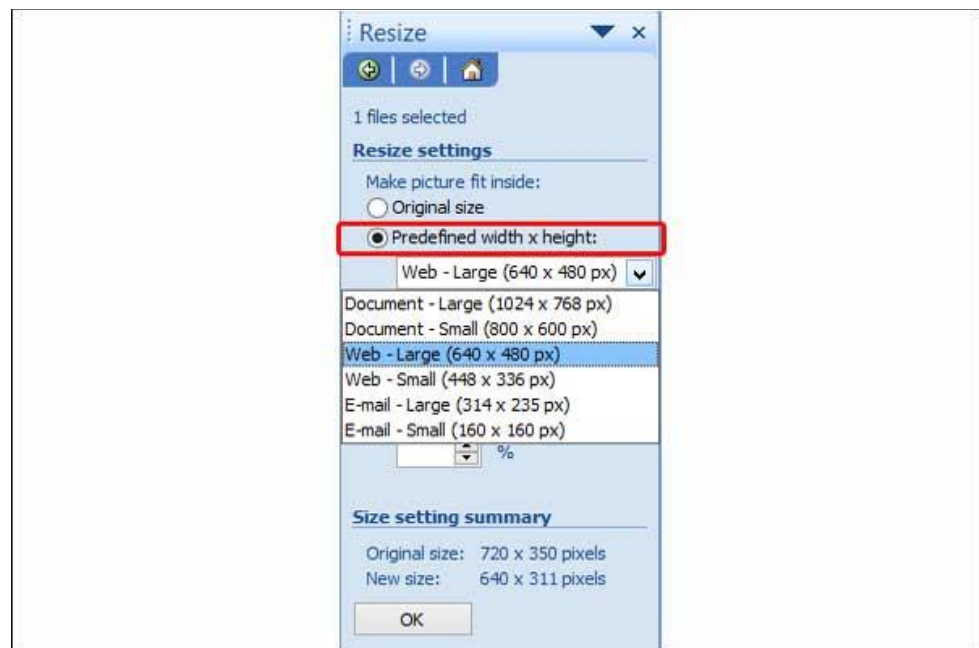 Resize
1 files selected
Resize settings
Make picture fit inside:
Original size
Predefined width x height:
Web - Large (640 x 480 px)
Document - Large (1024 x 768 px)
Document - Small (800 x 600 px)
Web - Large (640 x 480 px)
Web - Small (448 x 336 px)
E-mail - Large (314 x 235 px)
E-mail - Small (160 x 160 px)
%
Size setting summary
Original size: 720 x 350 pixels
New size: 640 x 311 pixels
OK